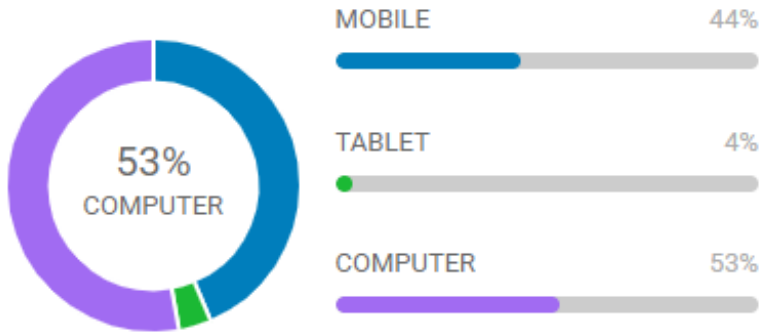 53%
COMPUTER
MOBILE 44%
TABLET 4%
COMPUTER 53%